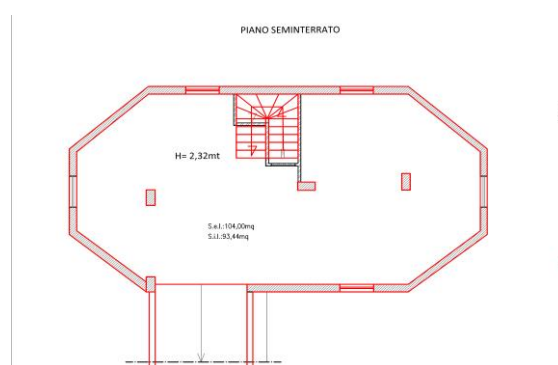 PIANO SEMINTERRATO
H= 2,32mt
S.e.l.:104,00mq
S.i.l.:93,44mq